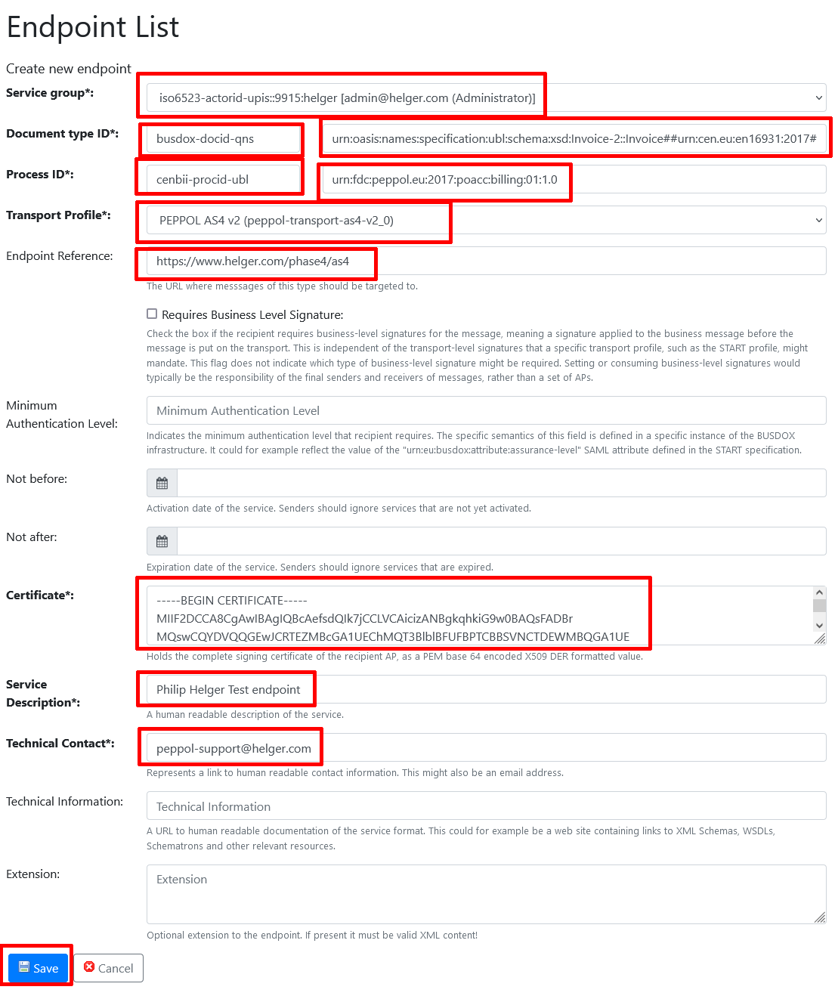 Endpoint List
Create new endpoint
Service group*:
iso6523-actorid-upis::9915:helger [admin@helger.com (Administrator)]
Document type ID*:
busdox-docid-qns
urn:oasis:names:specification:ubl:schema:xsd:Invoice-2::Invoice##urn:cen.eu:en16931:2017#
Process ID*:
cenbii-procid-ubl
urn:fdc:peppol.eu:2017:poacc:billing:01:1.0
Transport Profile*:
PEPPOL AS4 v2 (peppol-transport-as4-v2_0)
Endpoint Reference:
https://www.helger.com/phase4/as4
The URL where messsages of this type should be targeted to.
Requires Business Level Signature:
Check the box if the recipient requires business-level signatures for the message, meaning a signature applied to the business message before the
message is put on the transport. This is independent of the transport-level signatures that a specific transport profile, such as the START profile, might
mandate. This flag does not indicate which type of business-level signature might be required. Setting or consuming business-level signatures would
typically be the responsibility of the final senders and receivers of messages, rather than a set of APs.
Minimum
Authentication Level:
Minimum Authentication Level
Indicates the minimum authentication level that recipient requires. The specific semantics of this field is defined in a specific instance of the BUSDOX
infrastructure. It could for example reflect the value of the "urn:eu:busdox:attribute:assurance-level" SAML attribute defined in the START specification.
Not before:
Activation date of the service. Senders should ignore services that are not yet activated.
Not after:
Expiration date of the service. Senders should ignore services that are expired.
Certificate*:
-----BEGIN CERTIFICATE-----
MIIF2DCCA8CgAwIBAgIQBcAefsdQIk7jCCLVCAicizANBgkqhkiG9w0BAQsFADBr
MQswCQYDVQQGEwJCRTEZMBcGA1UEChMQT3BlblBFUFBPTCBBSVNCTDEWMBQGA1UE
Holds the complete signing certificate of the recipient AP, as a PEM base 64 encoded X509 DER formatted value.
Service
Description*:
Philip Helger Test endpoint
A human readable description of the service.
Technical Contact*:
peppol-support@helger.com
Represents a link to human readable contact information. This might also be an email address.
Technical Information:
Technical Information
A URL to human readable documentation of the service format. This could for example be a web site containing links to XML Schemas, WSDLs,
Schematrons and other relevant resources.
Extension:
Extension
Optional extension to the endpoint. If present it must be valid XML content!
Save
Cancel